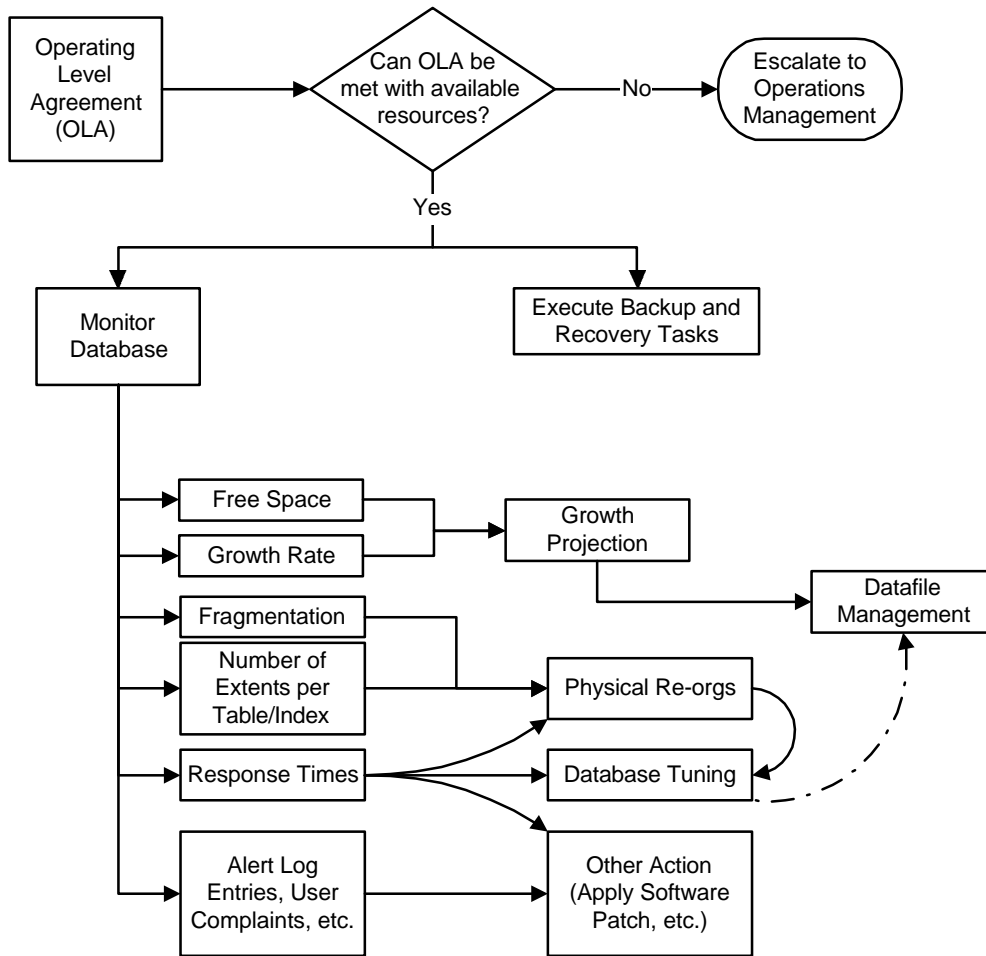 Operating
Level
Agreement
(OLA)
Can OLA be
met with available
resources?
No
Escalate to
Operations
Management
Yes
Monitor
Database
Execute Backup and
Recovery Tasks
Free Space
Growth Rate
Growth
Projection
Datafile
Management
Fragmentation
Number of
Extents per
Table/Index
Physical Re-orgs
Response Times
Database Tuning
Alert Log
Entries, User
Complaints, etc.
Other Action
(Apply Software
Patch, etc.)